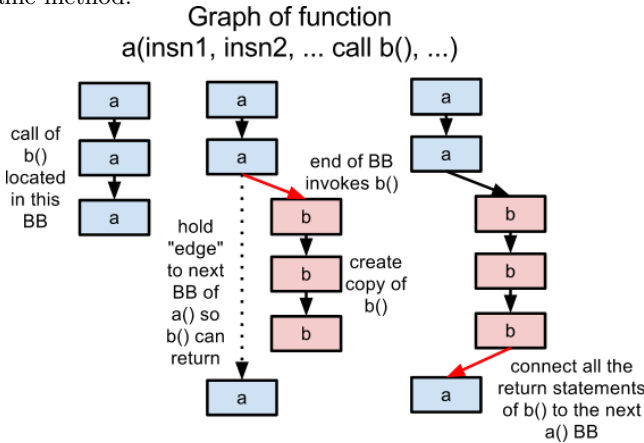 method.
Graph of function
a(insn1, insn2, ... call b(), ...)
a
a
a
call of
b()
located
in this
BB
a
a
end of BB
invokes b()
b
b
b
hold
"edge"
to next
BB of
a() so
b() can
return
create
copy of
b()
a
a
a
b
b
b
a
connect all the
return statements
of b() to the next
a() BB